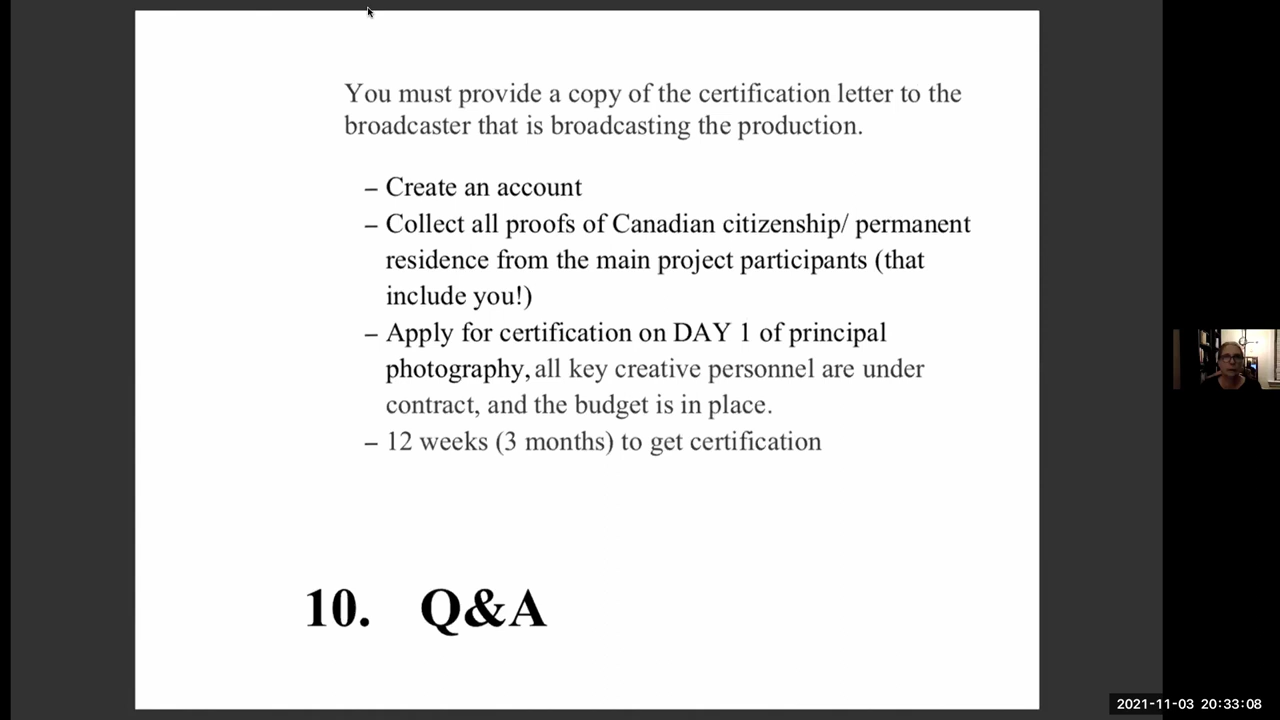 You must provide a copy of the certification letter to the
broadcaster that is broadcasting the production.
– Create an account
– Collect all proofs of Canadian citizenship/ permanent
residence from the main project participants (that
include you!)
– Apply for certification on DAY 1 of principal
photography, all key creative personnel are under
contract, and the budget is in place.
– 12 weeks (3 months) to get certification
10. Q&A
2021-11-03 20:33:08